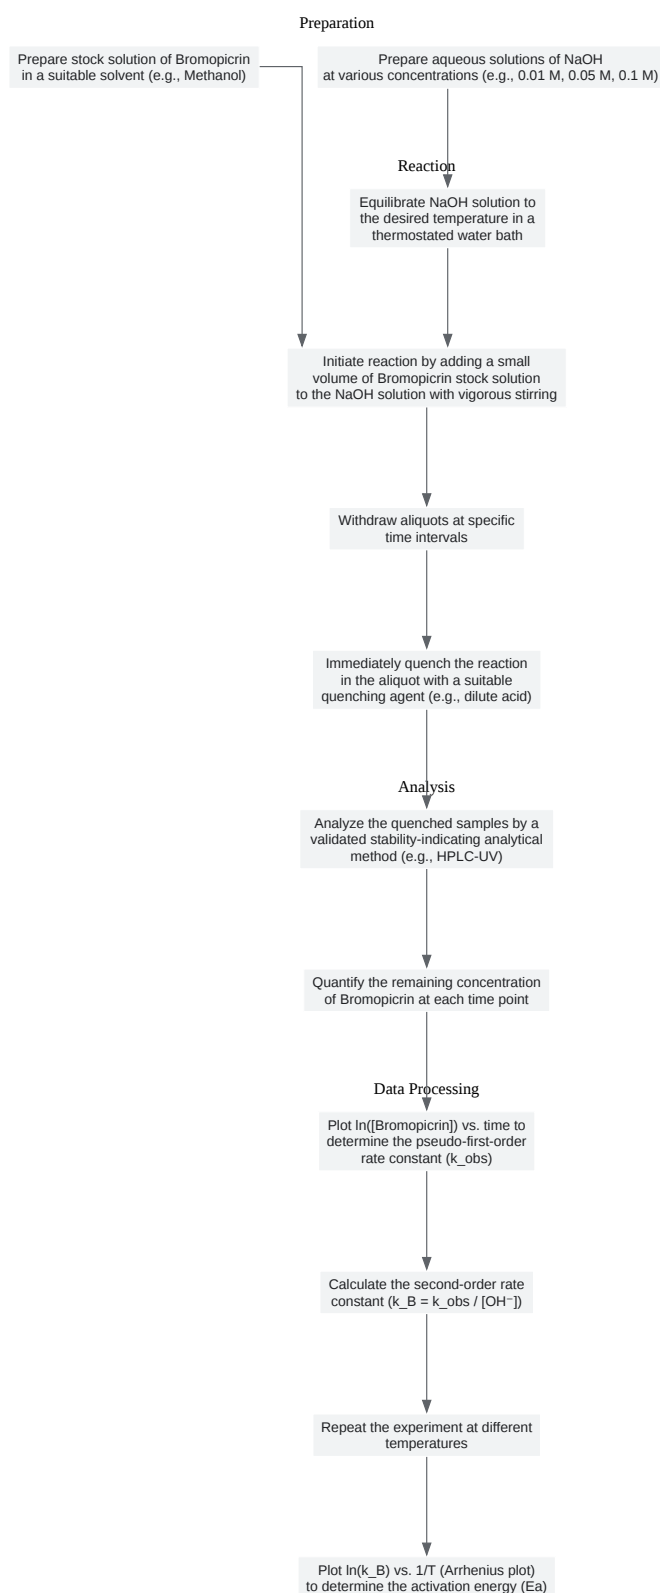 Preparation
Prepare stock solution of Bromopicrin
in a suitable solvent (e.g., Methanol)
Prepare aqueous solutions of NaOH
at various concentrations (e.g., 0.01 M, 0.05 M, 0.1 M)
Reaction
Equilibrate NaOH solution to
the desired temperature in a
thermostated water bath
Initiate reaction by adding a small
volume of Bromopicrin stock solution
to the NaOH solution with vigorous stirring
Withdraw aliquots at specific
time intervals
Immediately quench the reaction
in the aliquot with a suitable
quenching agent (e.g., dilute acid)
Analysis
Analyze the quenched samples by a
validated stability-indicating analytical
method (e.g., HPLC-UV)
Quantify the remaining concentration
of Bromopicrin at each time point
Data Processing
Plot ln([Bromopicrin]) vs. time to
determine the pseudo-first-order
rate constant (k_obs)
Calculate the second-order rate
constant (k_B = k_obs / [OH⁻])
Repeat the experiment at different
temperatures
Plot ln(k_B) vs. 1/T (Arrhenius plot)
to determine the activation energy (Ea)